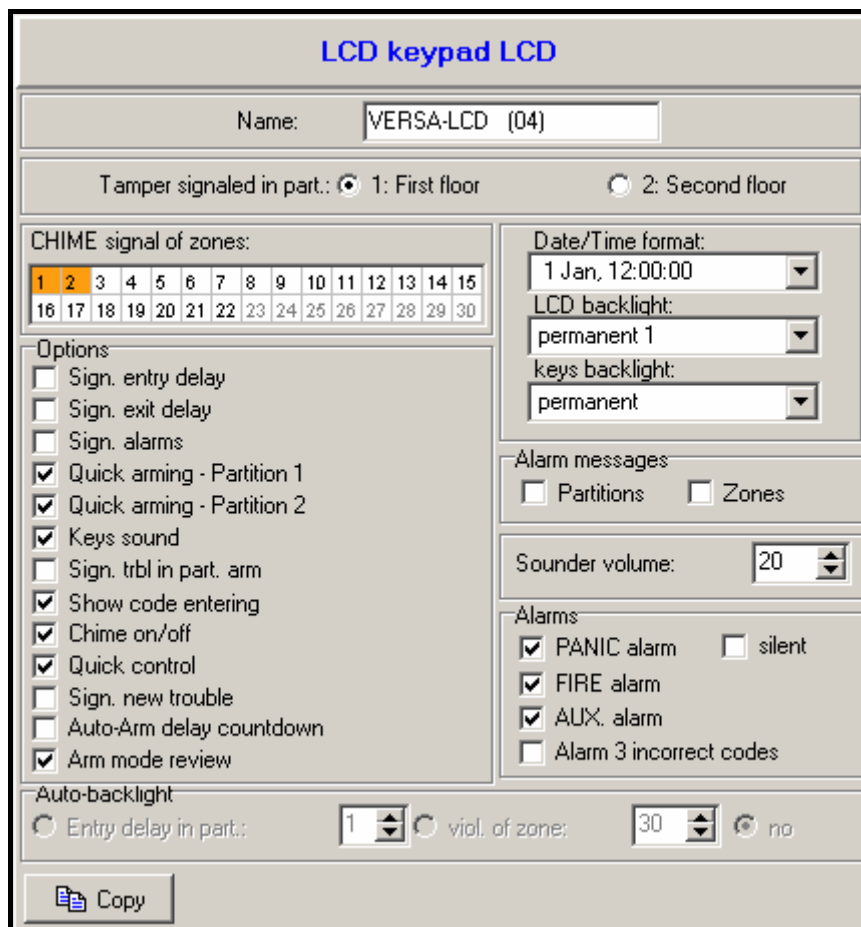 LCD keypad LCD
Name: VERSA-LCD (04)
Tamper signaled in part.: 1: First floor 2: Second floor
CHIME signal of zones:
1 2 3 4 5 6 7 8 9 10 11 12 13 14 15
16 17 18 19 20 21 22 23 24 25 26 27 28 29 30
Options
Sign. entry delay
Sign. exit delay
Sign. alarms
Quick arming - Partition 1
Quick arming - Partition 2
Keys sound
Sign. trbl in part. arm
Show code entering
Chime on/off
Quick control
Sign. new trouble
Auto-Arm delay countdown
Arm mode review
Date/Time format:
1 Jan, 12:00:00
LCD backlight:
permanent 1
keys backlight:
permanent
Alarm messages
Partitions Zones
Sounder volume: 20
Alarms
PANIC alarm silent
FIRE alarm
AUX. alarm
Alarm 3 incorrect codes
Auto-backlight
Entry delay in part.: 1 viol. of zone: 30 no
Copy